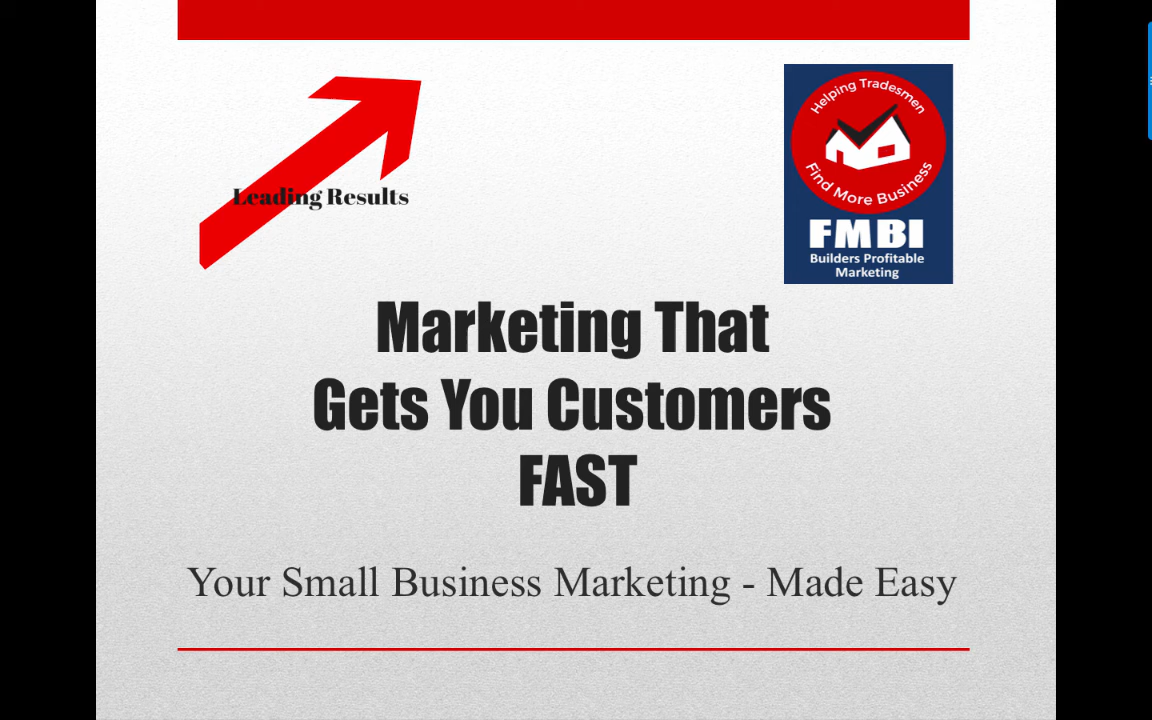 Leading Results
Helping Tradesmen
Find More Business
FMBI
Builders Profitable
Marketing
Marketing That
Gets You Customers
FAST
Your Small Business Marketing - Made Easy